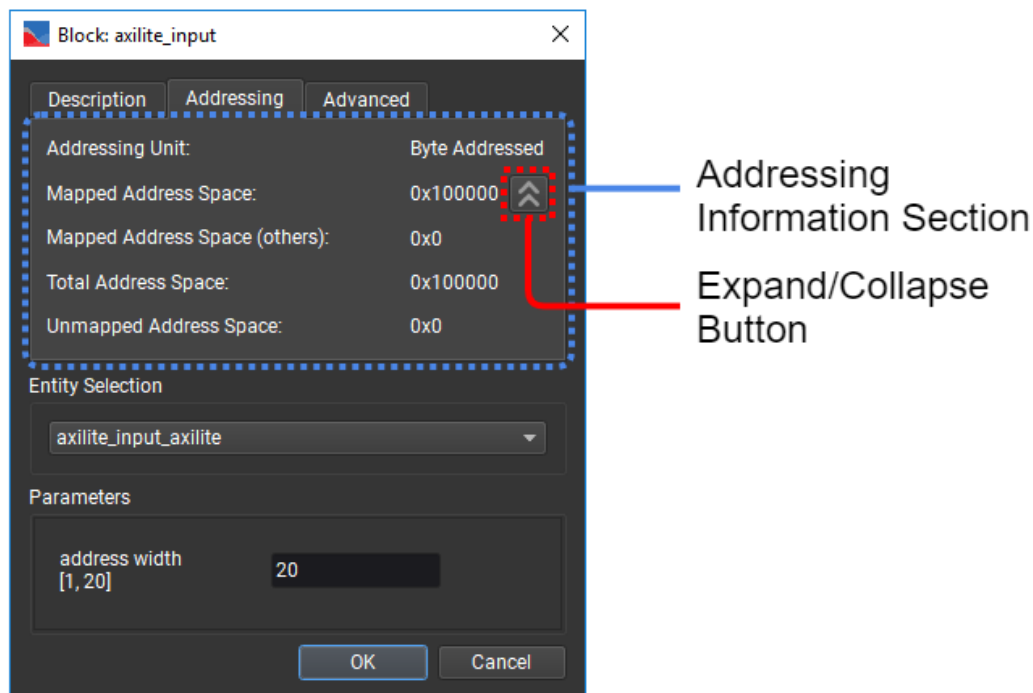 Block: axilite_input
Description Addressing Advanced
Addressing Unit: Byte Addressed
Mapped Address Space: 0x100000
Mapped Address Space (others): 0x0
Total Address Space: 0x100000
Unmapped Address Space: 0x0
Addressing
Information Section
Expand/Collapse
Button
Entity Selection
axilite_input_axilite
Parameters
address width
[1, 20]
20
OK Cancel